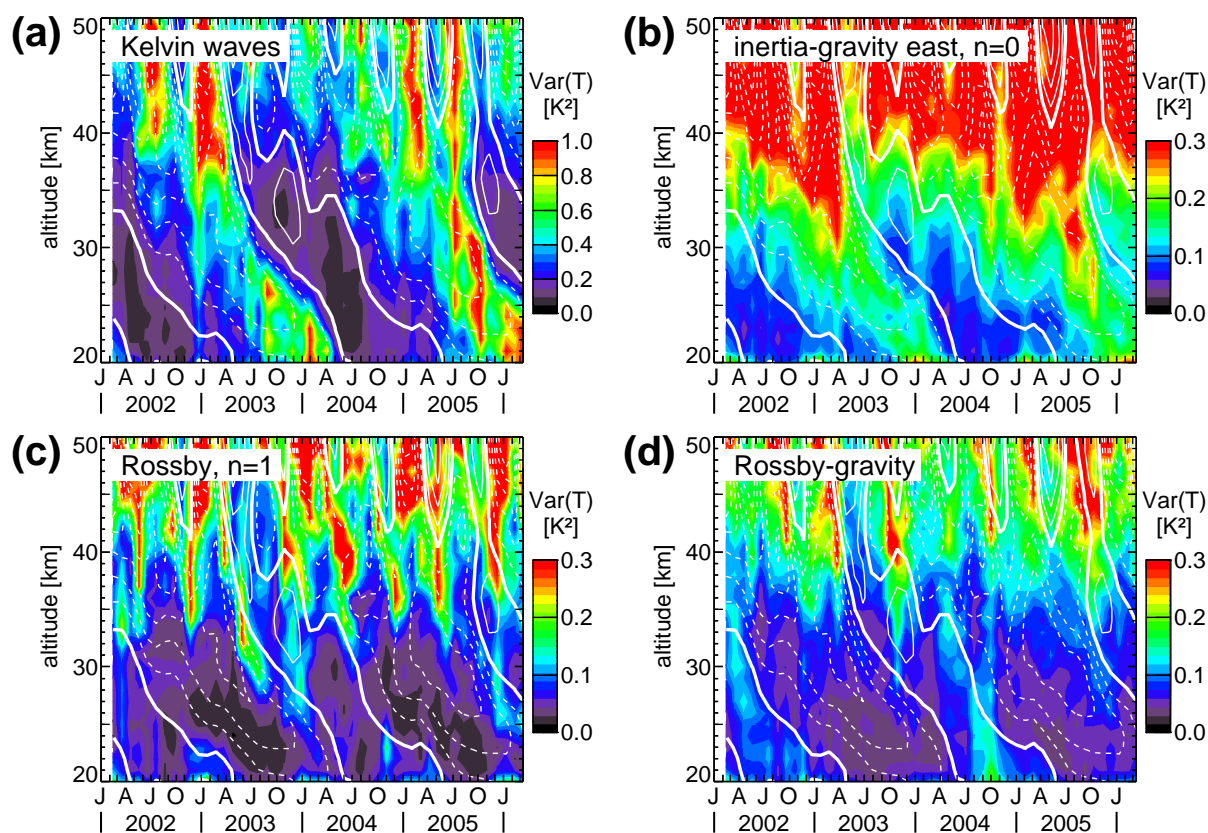 (a)
Kelvin waves
50
40
30
20
altitude [km]
J A J O J A J O J A J O J A J O J
| 2002 | 2003 | 2004 | 2005 |
Var(T)
[K²]
1.0
0.8
0.6
0.4
0.2
0.0
(b)
inertia-gravity east, n=0
50
40
30
20
altitude [km]
J A J O J A J O J A J O J A J O J
| 2002 | 2003 | 2004 | 2005 |
Var(T)
[K²]
0.3
0.2
0.1
0.0
(c)
Rossby, n=1
50
40
30
20
altitude [km]
J A J O J A J O J A J O J A J O J
| 2002 | 2003 | 2004 | 2005 |
Var(T)
[K²]
0.3
0.2
0.1
0.0
(d)
Rossby-gravity
50
40
30
20
altitude [km]
J A J O J A J O J A J O J A J O J
| 2002 | 2003 | 2004 | 2005 |
Var(T)
[K²]
0.3
0.2
0.1
0.0